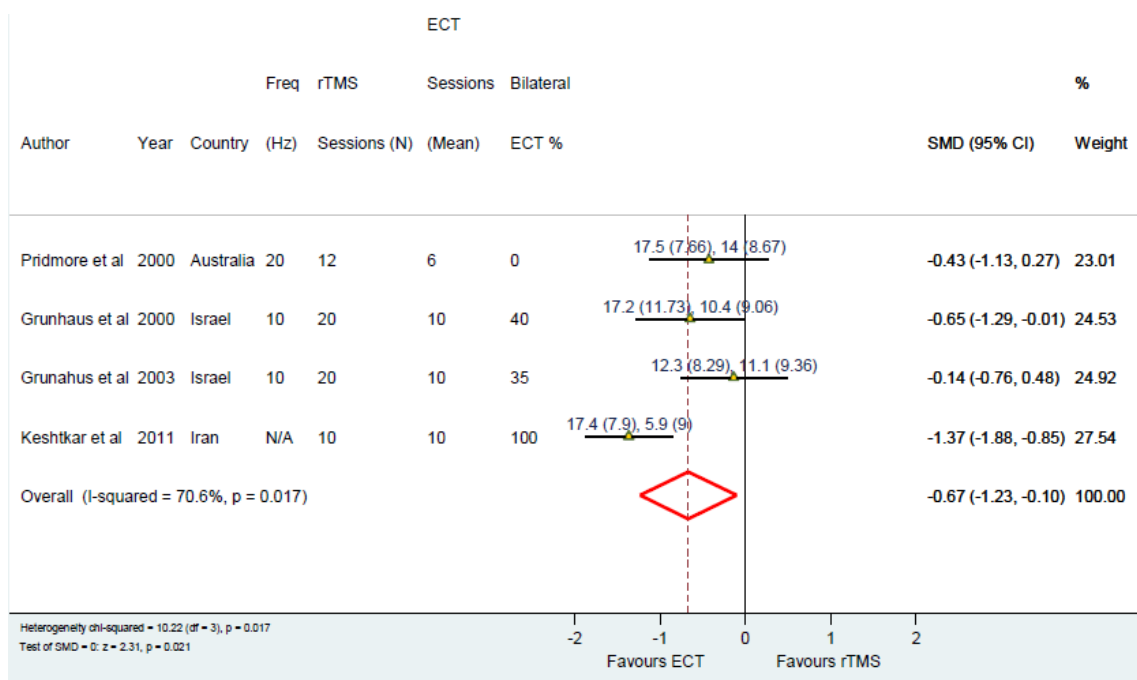 ECT
Freq rTMS Sessions Bilateral %
Author Year Country (Hz) Sessions (N) (Mean) ECT % SMD (95% CI) Weight
Pridmore et al 2000 Australia 20 12 6 0 17.5 (7.66), 14 (8.67) -0.43 (-1.13, 0.27) 23.01
Grunhaus et al 2000 Israel 10 20 10 40 17.2 (11.73), 10.4 (9.06) -0.65 (-1.29, -0.01) 24.53
Grunahus et al 2003 Israel 10 20 10 35 12.3 (8.29), 11.1 (9.36) -0.14 (-0.76, 0.48) 24.92
Keshtkar et al 2011 Iran N/A 10 10 100 17.4 (7.9), 5.9 (9) -1.37 (-1.88, -0.85) 27.54
Overall (I-squared = 70.6%, p = 0.017) -0.67 (-1.23, -0.10) 100.00
Heterogeneity chi-squared = 10.22 (df = 3), p = 0.017
Test of SMD = 0: z = 2.31, p = 0.021
-2 -1 0 1 2
Favours ECT Favours rTMS